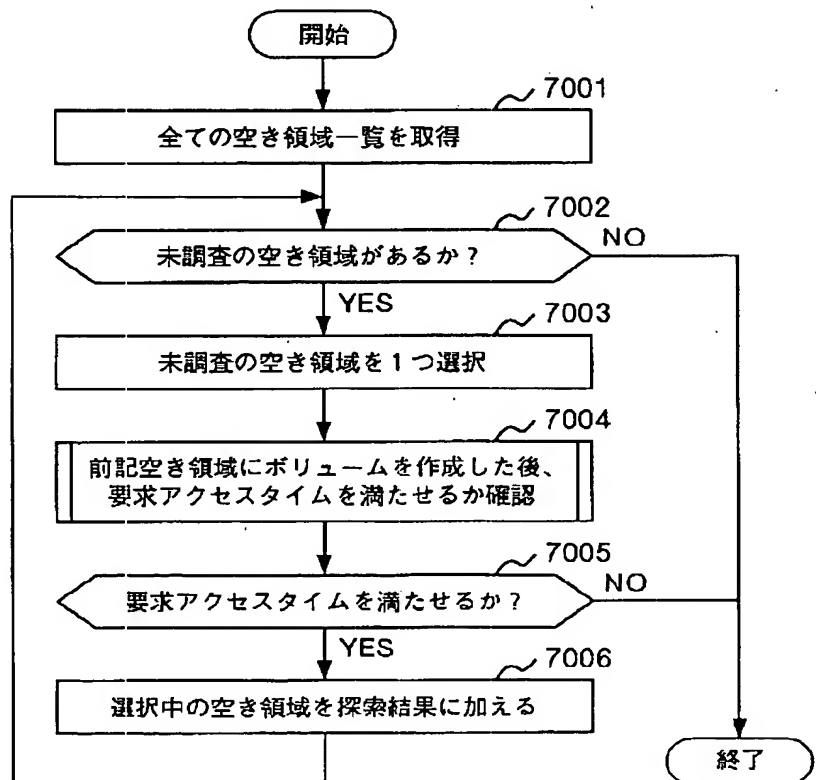 開始
7001
全ての空き領域一覧を取得
7002
未調査の空き領域があるか？
NO
YES
7003
未調査の空き領域を1つ選択
7004
前記空き領域にボリュームを作成した後、
要求アクセスタイムを満たせるか確認
7005
要求アクセスタイムを満たせるか？
NO
YES
7006
選択中の空き領域を探索結果に加える
終了